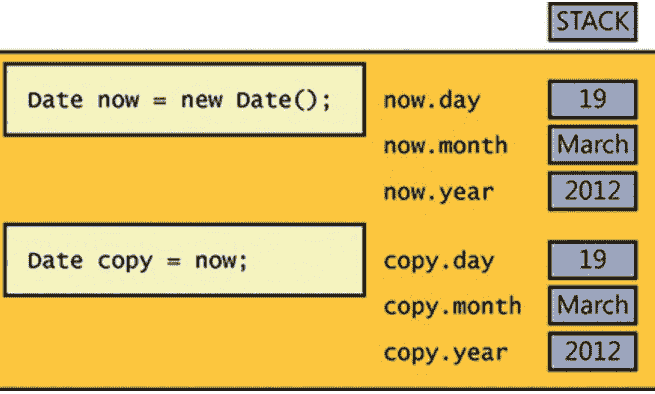 STACK
Date now = new Date(); now.day 19
now.month March
now.year 2012
Date copy = now; copy.day 19
copy.month March
copy.year 2012